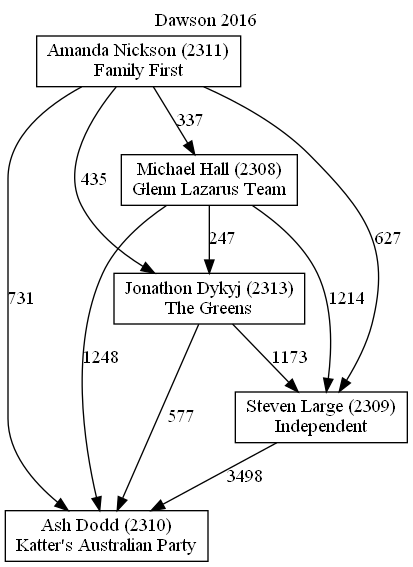 Dawson 2016
Amanda Nickson (2311)
Family First
337
Michael Hall (2308)
Glenn Lazarus Team
435
247
627
Jonathon Dykyj (2313)
The Greens
731
1248
1214
1173
Steven Large (2309)
Independent
577
3498
Ash Dodd (2310)
Katter's Australian Party